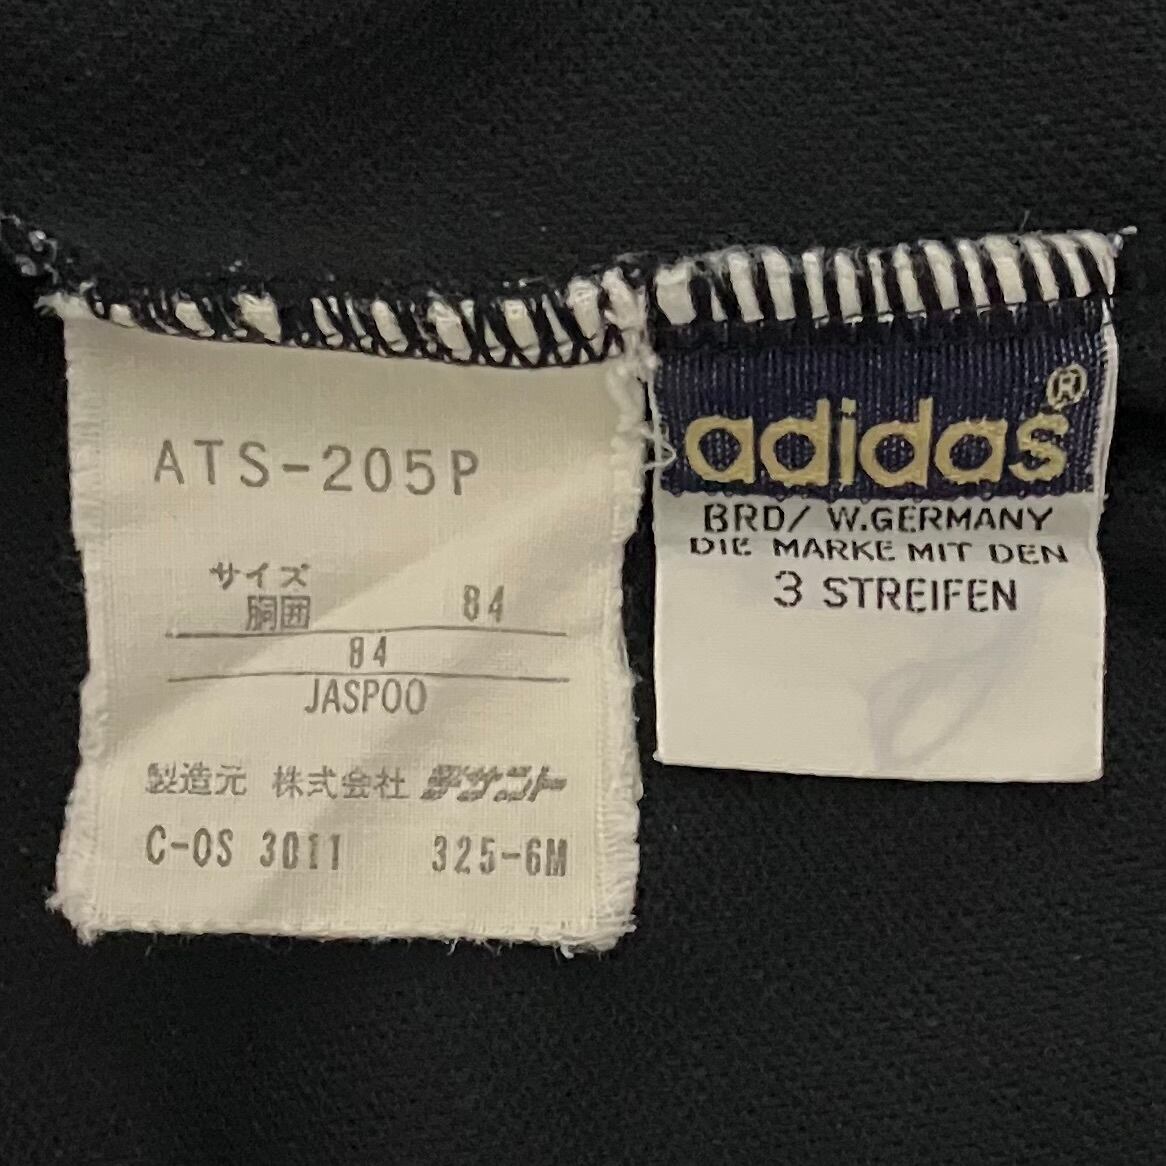 ATS-205P
サイズ
胴囲 84
84
JASPOO
製造元 株式会社 デサント
C-OS 3011 325-6M
adidas®
BRD/ W.GERMANY
DIE MARKE MIT DEN
3 STREIFEN